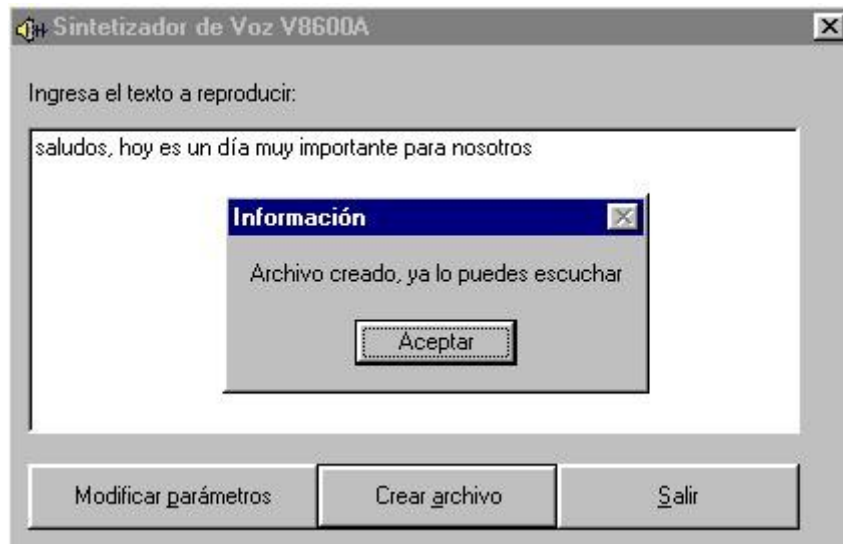 Sintetizador de Voz V8600A
Ingresa el texto a reproducir:
saludos, hoy es un día muy importante para nosotros
Información
Archivo creado, ya lo puedes escuchar
Aceptar
Modificar parámetros
Crear archivo
Salir